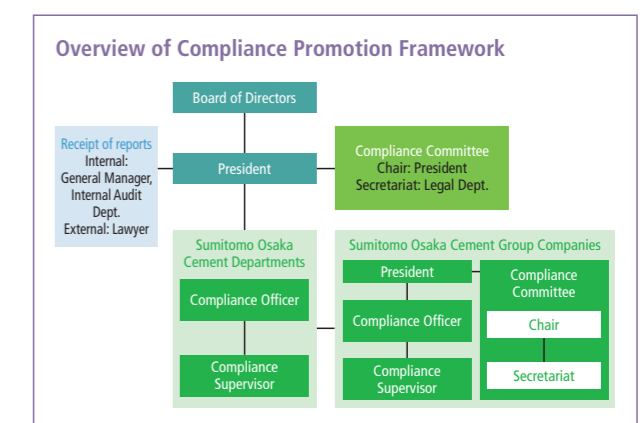 Overview of Compliance Promotion Framework
Board of Directors
Receipt of reports
Internal:
General Manager,
Internal Audit
Dept.
External: Lawyer
President
Compliance Committee
Chair: President
Secretariat: Legal Dept.
Sumitomo Osaka
Cement Departments
Compliance Officer
Compliance
Supervisor
Sumitomo Osaka Cement Group Companies
President
Compliance Officer
Compliance
Supervisor
Compliance
Committee
Chair
Secretariat